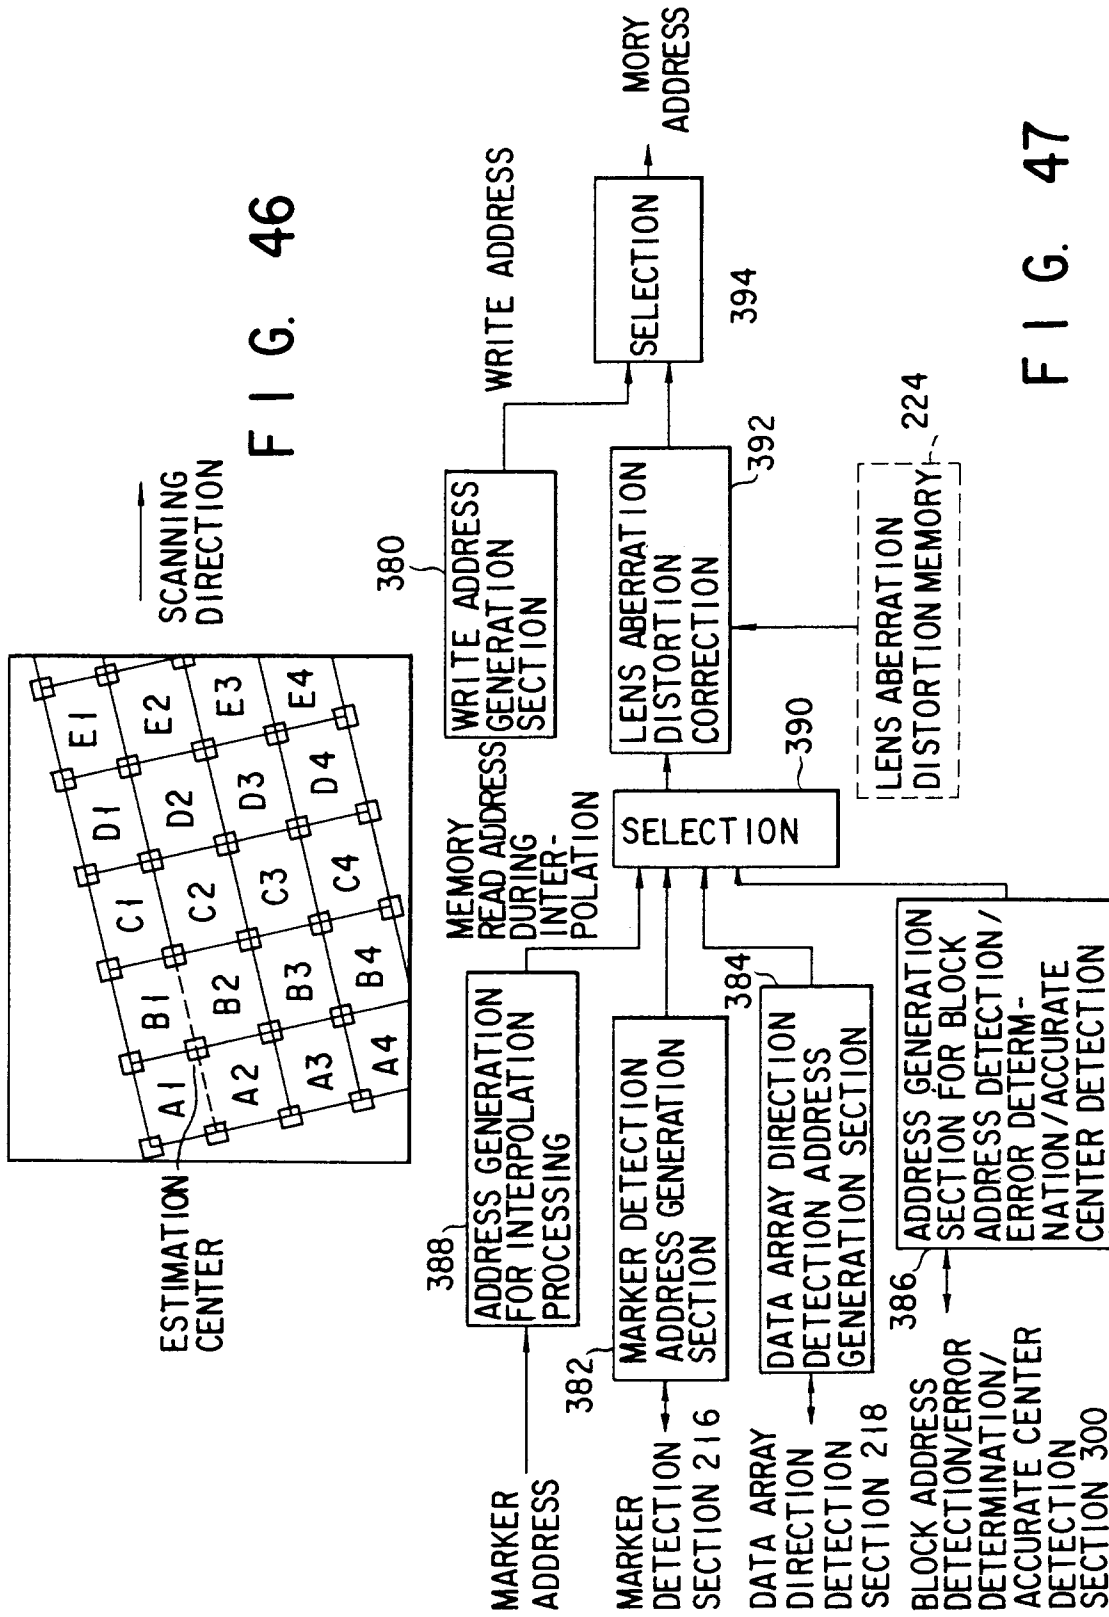 ESTIMATION
CENTER
A1
B1
C1
D1
E1
A2
B2
C2
D2
E2
A3
B3
C3
D3
E3
A4
B4
C4
D4
E4
SCANNING
DIRECTION
FIG. 46
MARKER
ADDRESS
388
ADDRESS GENERATION
FOR INTERPOLATION
PROCESSING
MEMORY
READ ADDRESS
DURING
INTER-
POLATION
380
WRITE ADDRESS
GENERATION
SECTION
WRITE ADDRESS
MARKER
DETECTION
SECTION 216
382
MARKER DETECTION
ADDRESS GENERATION
SECTION
SELECTION
390
LENS ABERRATION
DISTORTION
CORRECTION
392
SELECTION
394
MORY
ADDRESS
DATA ARRAY
DIRECTION
DETECTION
SECTION 218
384
DATA ARRAY DIRECTION
DETECTION ADDRESS
GENERATION SECTION
LENS ABERRATION
DISTORTION MEMORY
224
BLOCK ADDRESS
DETECTION/ERROR
DETERMINATION/
ACCURATE CENTER
DETECTION
SECTION 300
386
ADDRESS GENERATION
SECTION FOR BLOCK
ADDRESS DETECTION/
ERROR DETERM-
NATION/ACCURATE
CENTER DETECTION
FIG. 47